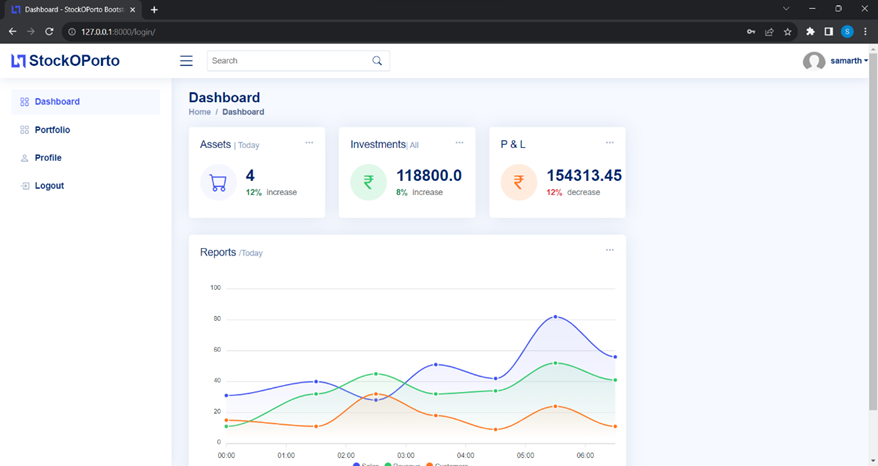 Dashboard - StockOPorto Bootst
127.0.0.1:8000/login/
S
StockOPorto
Search
samarth
Dashboard
Portfolio
Profile
Logout
Dashboard
Home / Dashboard
Assets | Today
4
12% increase
Investments| All
₹
118800.0
8% increase
P & L
₹
154313.45
12% decrease
Reports /Today
100
80
60
40
20
0
00:00 01:00 02:00 03:00 04:00 05:00 06:00
Sales Revenue Customers